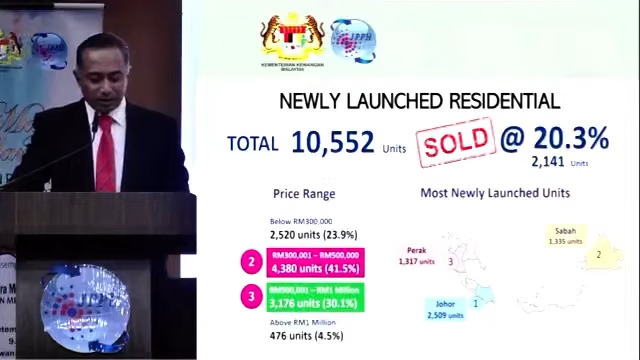 KEMENTERIAN KEWANGAN
MALAYSIA
JPPH
NEWLY LAUNCHED RESIDENTIAL
TOTAL 10,552 Units
SOLD
@ 20.3%
2,141 Units
Price Range
Below RM300,000
2,520 units (23.9%)
2
RM300,001 – RM500,000
4,380 units (41.5%)
3
RM500,001 – RM1 Million
3,176 units (30.1%)
Above RM1 Million
476 units (4.5%)
Most Newly Launched Units
Perak
1,317 units
3
Sabah
1,335 units
2
Johor
2,509 units
1
JPPH